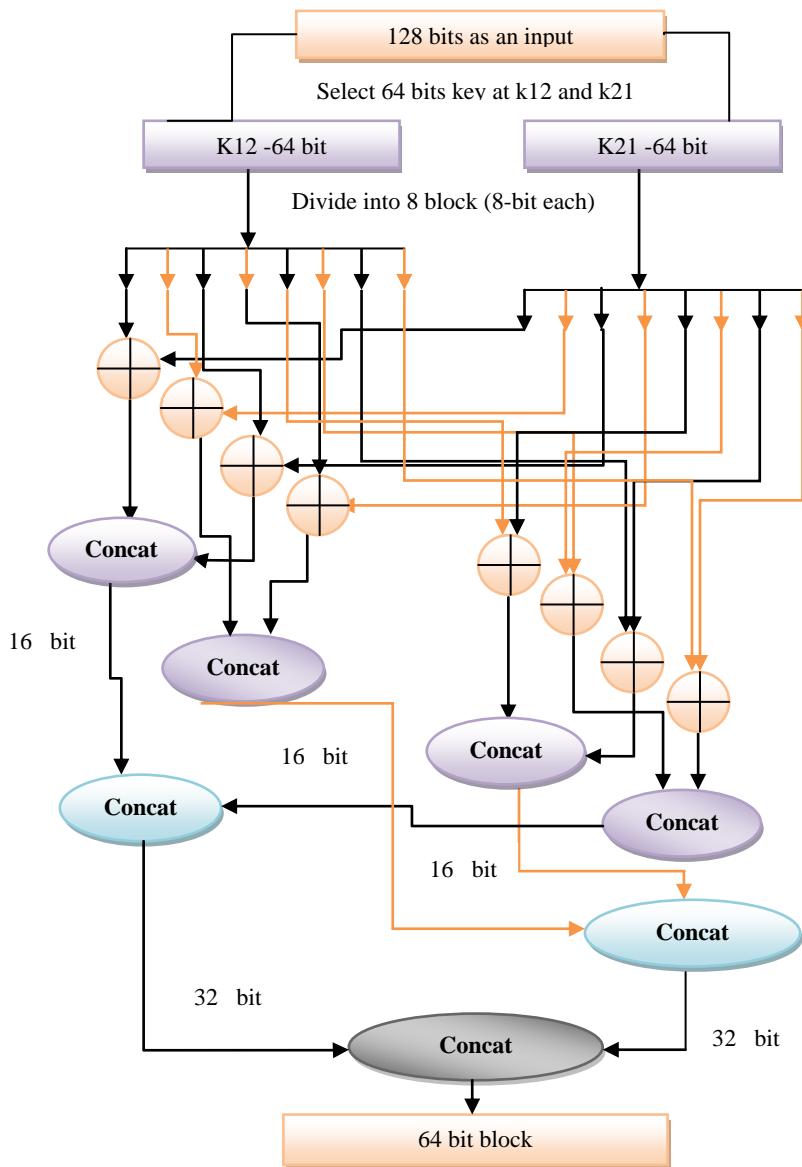 128 bits as an input
Select 64 bits key at k12 and k21
K12 -64 bit
K21 -64 bit
Divide into 8 block (8-bit each)
Concat
16 bit
Concat
Concat
16 bit
Concat
Concat
16 bit
Concat
32 bit
Concat
32 bit
64 bit block